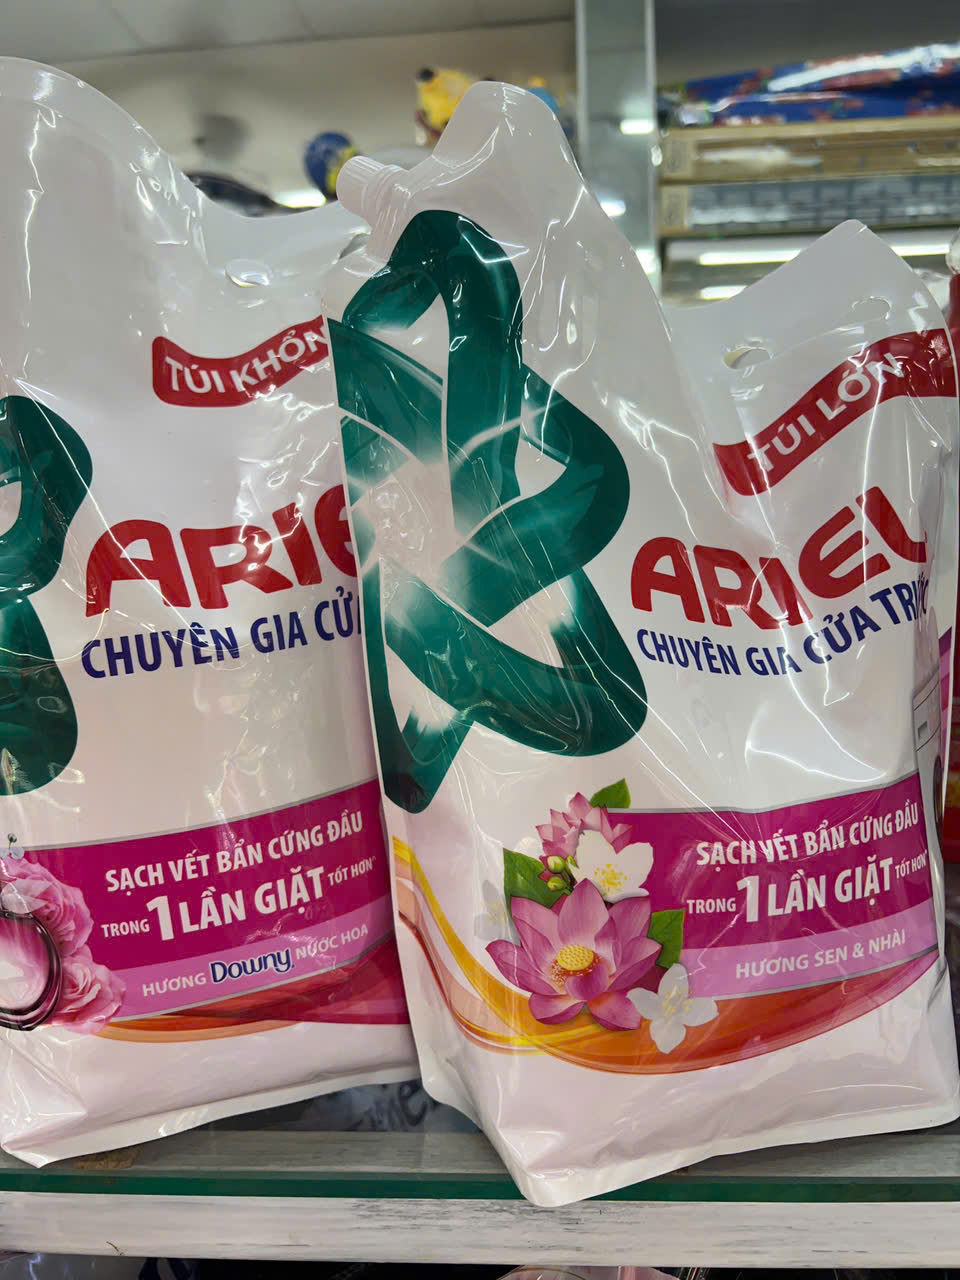 TÚI KHỔN
ARIE
CHUYÊN GIA CỬA
SẠCH VẾT BẨN CỨNG ĐẦU
TRONG 1 LẦN GIẶT TỐT HƠN*
HƯƠNG Downy NƯỚC HOA
TÚI LỚN
ARIEL
CHUYÊN GIA CỬA TRƯỚC
SẠCH VẾT BẨN CỨNG ĐẦU
TRONG 1 LẦN GIẶT TỐT HƠN*
HƯƠNG SEN & NHÀI